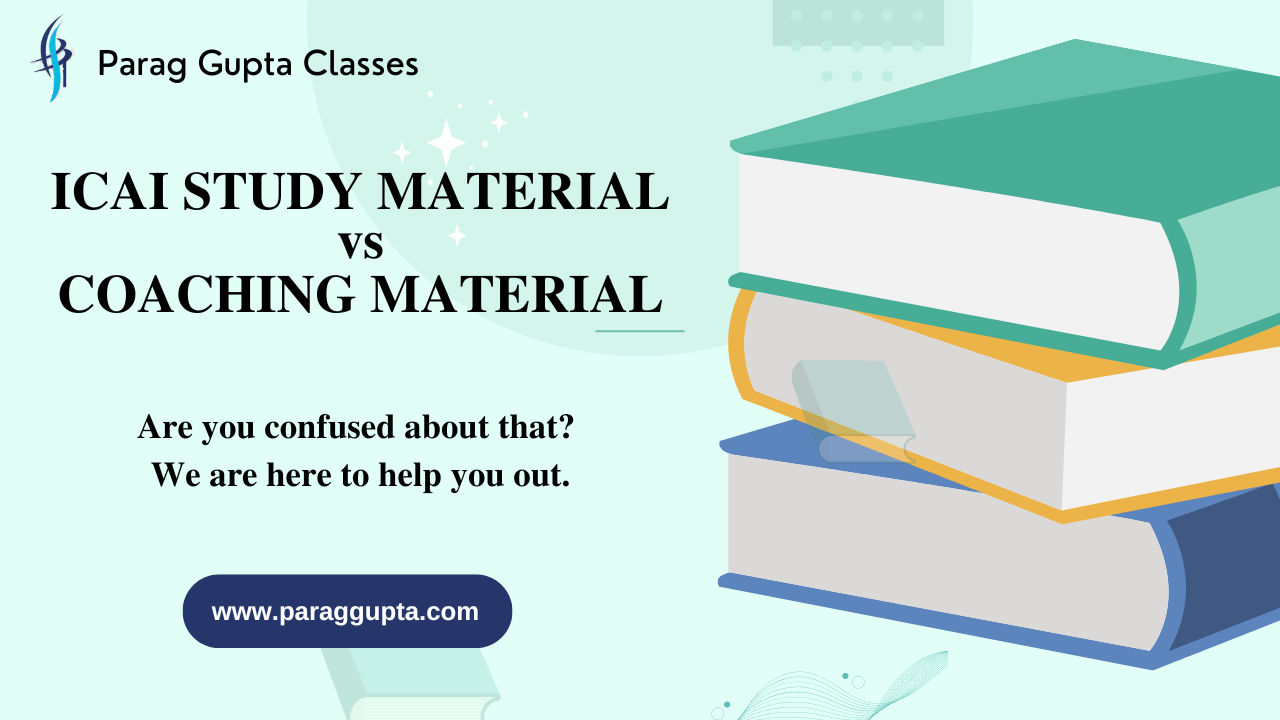 Parag Gupta Classes
ICAI STUDY MATERIAL
vs
COACHING MATERIAL
Are you confused about that?
We are here to help you out.
www.paraggupta.com